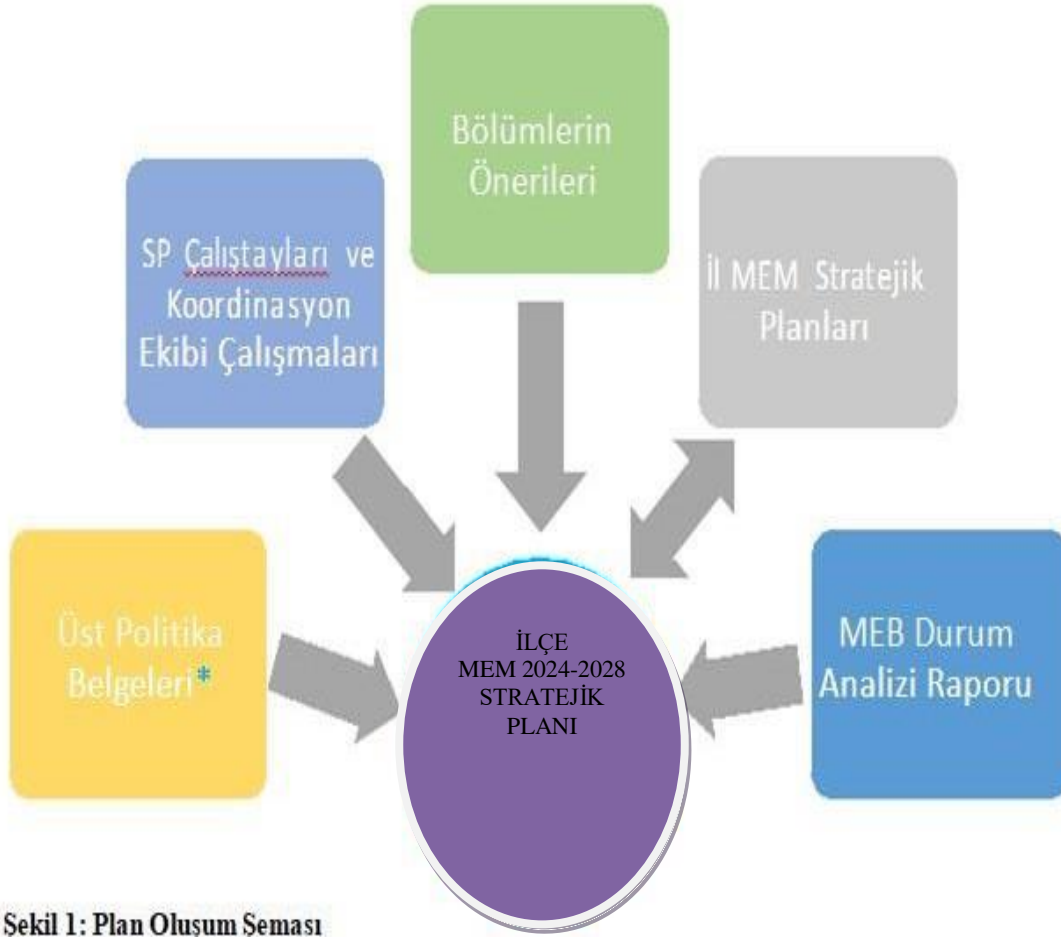 Bölümlerin
Önerileri
SP Çalıştayları ve
Koordinasyon
Ekibi Çalışmaları
İl MEM Stratejik
Planları
Üst Politika
Belgeleri*
MEB Durum
Analizi Raporu
İLÇE
MEM 2024-2028
STRATEJİK
PLANI
Şekil 1: Plan Oluşum Şeması